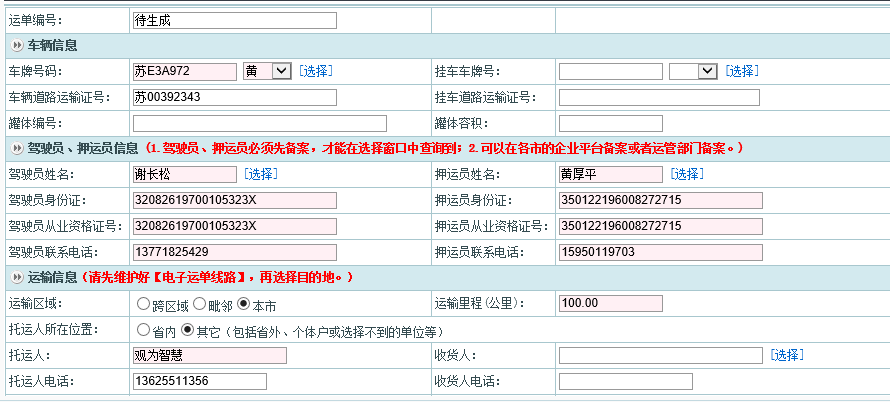 运单编号: 待生成
车辆信息
车牌号码: 苏E3A972 黄 [选择] 挂车车牌号: [选择]
车辆道路运输证号: 苏00392343 挂车道路运输证号:
罐体编号: 罐体容积:
驾驶员、押运员信息 (1.驾驶员、押运员必须先备案,才能在选择窗口中查询到; 2.可以在各市的企业平台备案或者运管部门备案。)
驾驶员姓名: 谢长松 [选择] 押运员姓名: 黄厚平 [选择]
驾驶员身份证: 32082619700105323X 押运员身份证: 350122196008272715
驾驶员从业资格证号: 32082619700105323X 押运员从业资格证号: 350122196008272715
驾驶员联系电话: 13771825429 押运员联系电话: 15950119703
运输信息(请先维护好【电子运单线路】,再选择目的地。)
运输区域: 跨区域 毗邻 本市 运输里程(公里): 100.00
托运人所在位置: 省内 其它(包括省外、个体户或选择不到的单位等)
托运人: 观为智慧 收货人: [选择]
托运人电话: 13625511356 收货人电话: